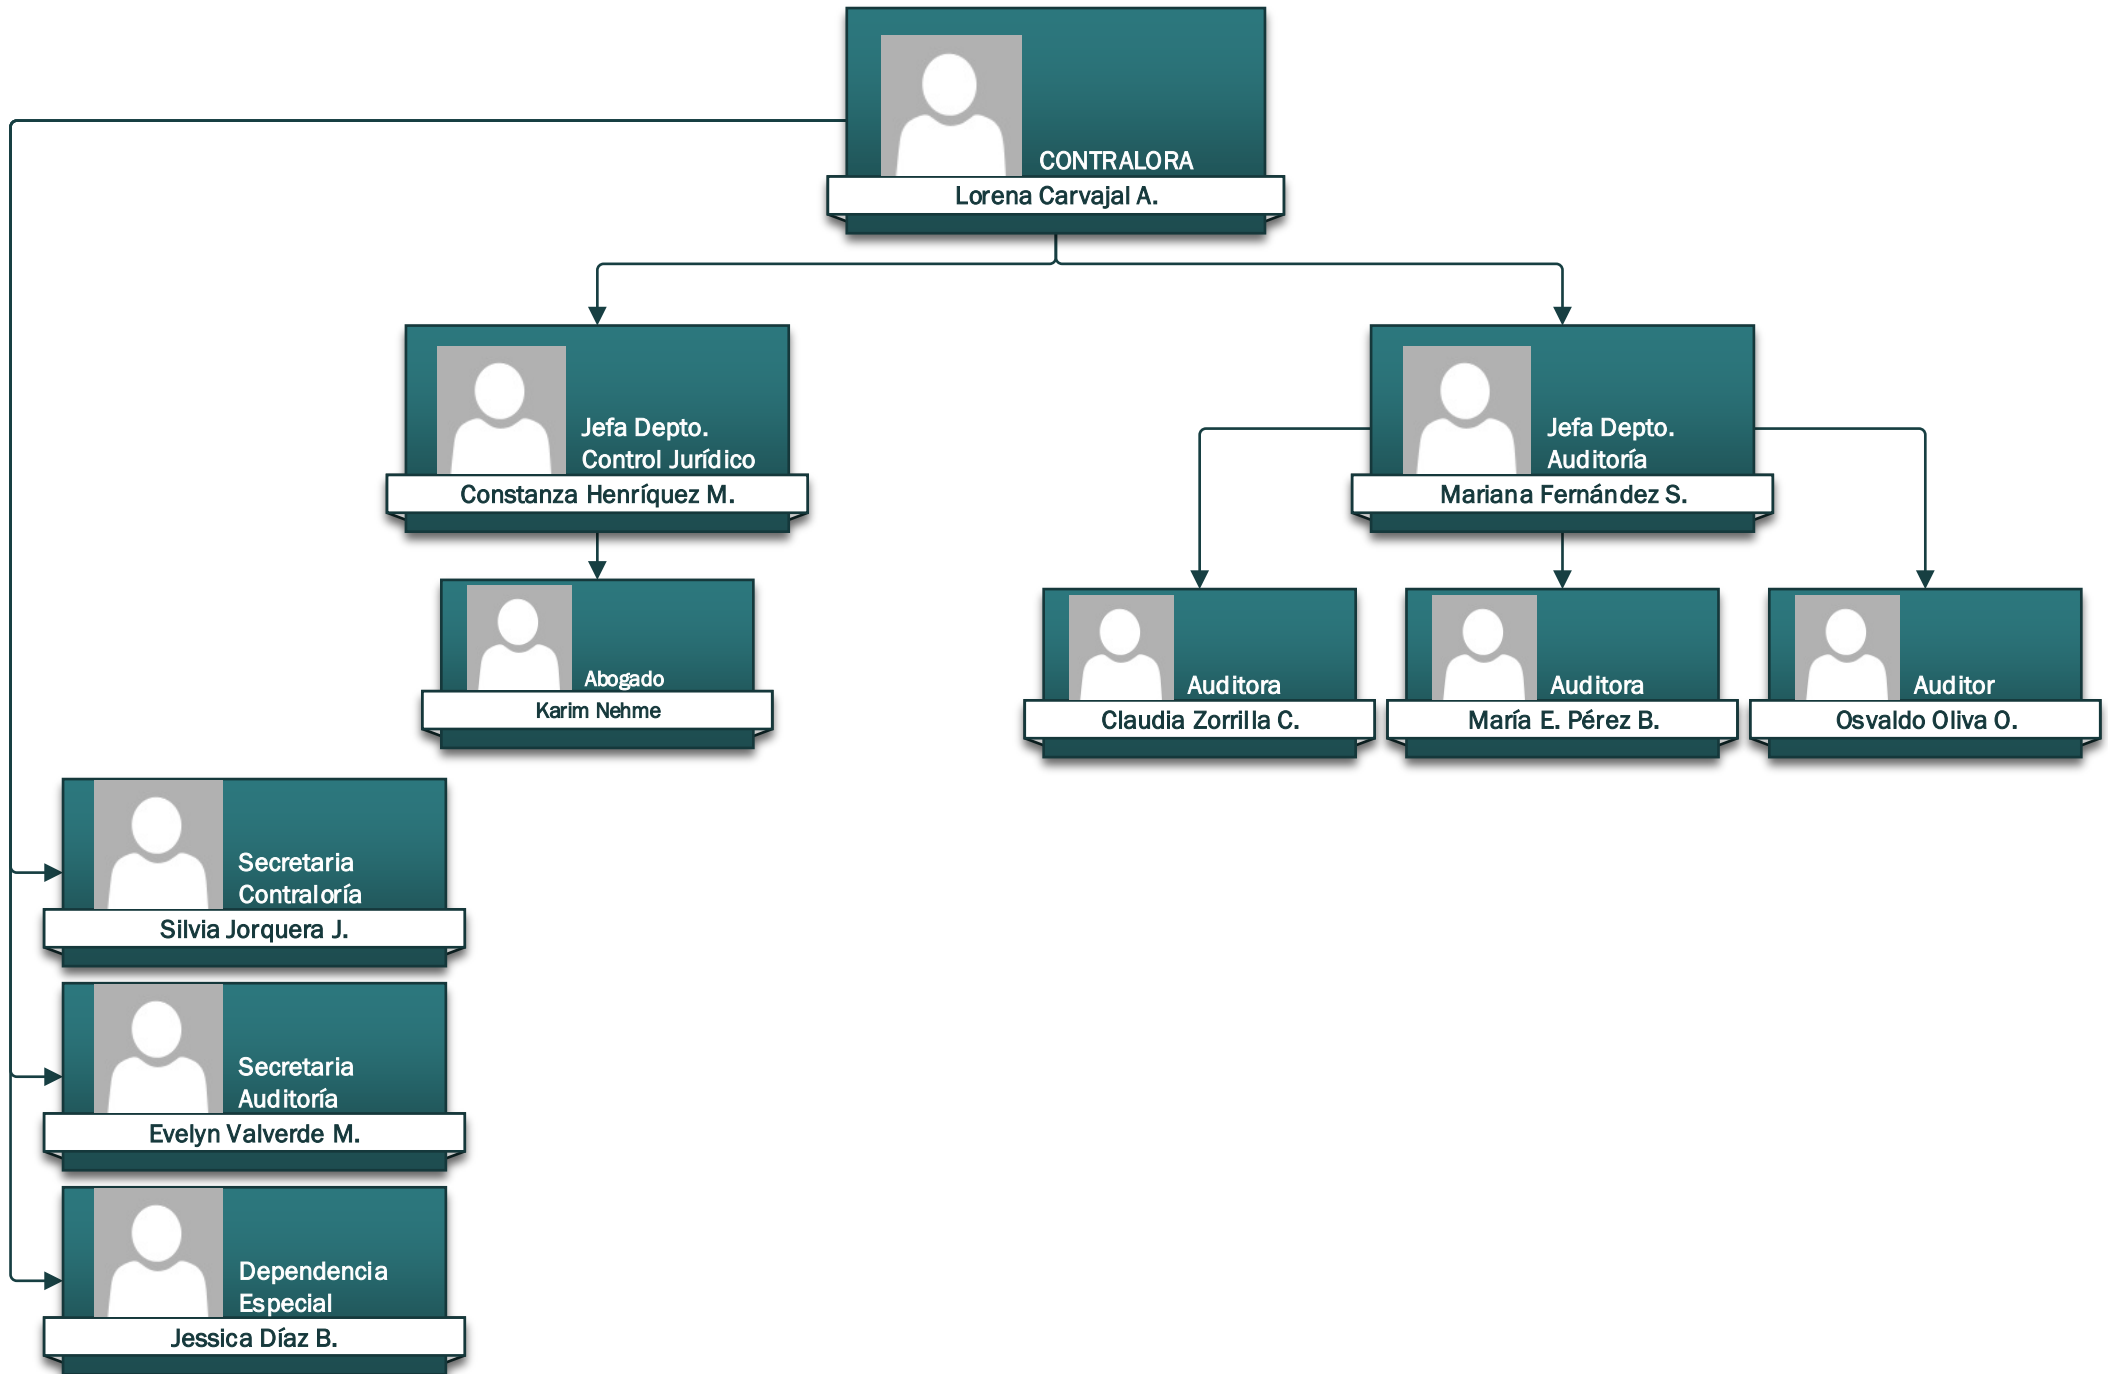 CONTRALORA
Lorena Carvajal A.
Jefa Depto.
Control Jurídico
Constanza Henríquez M.
Jefa Depto.
Auditoría
Mariana Fernández S.
Abogado
Karim Nehme
Auditora
Claudia Zorrilla C.
Auditora
María E. Pérez B.
Auditor
Osvaldo Oliva O.
Secretaria
Contraloría
Silvia Jorquera J.
Secretaria
Auditoría
Evelyn Valverde M.
Dependencia
Especial
Jessica Díaz B.